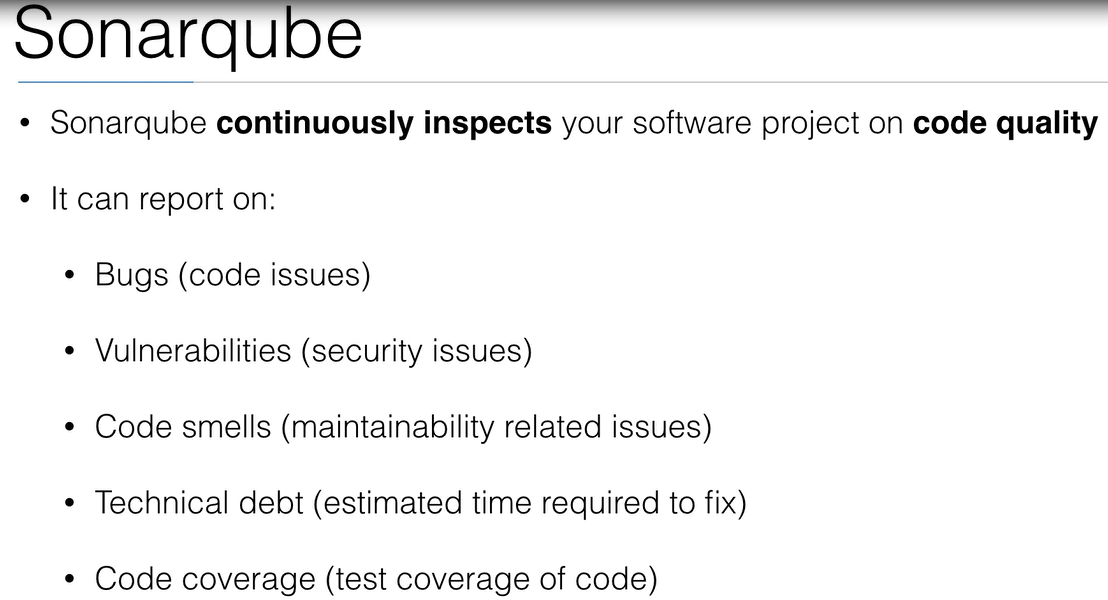 Sonarqube
• Sonarqube continuously inspects your software project on code quality
• It can report on:
• Bugs (code issues)
• Vulnerabilities (security issues)
• Code smells (maintainability related issues)
• Technical debt (estimated time required to fix)
• Code coverage (test coverage of code)